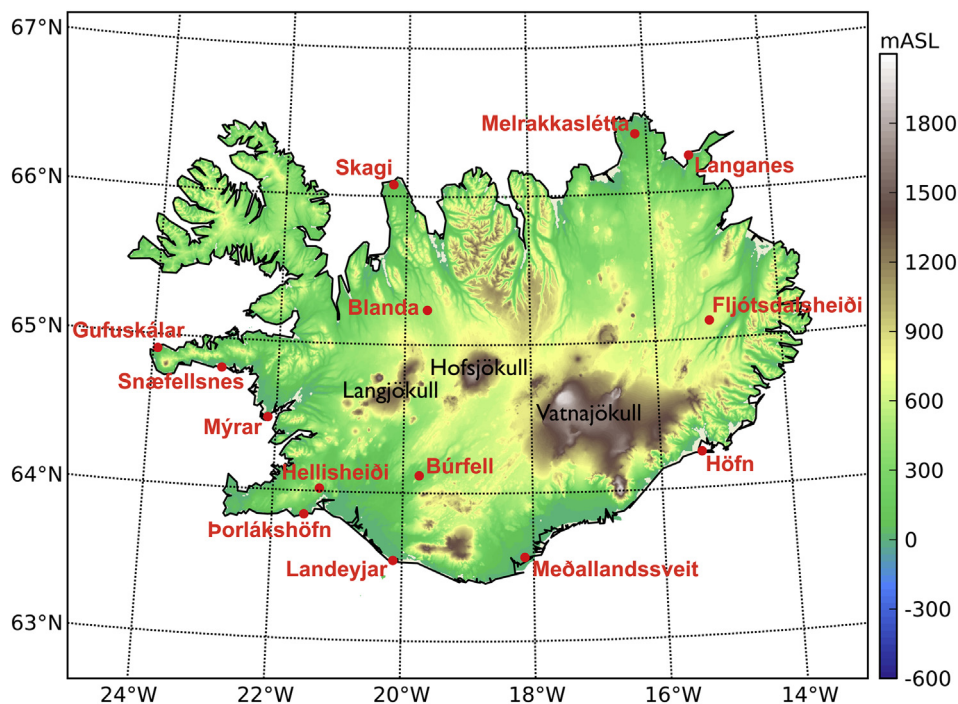 67°N
mASL
1800
Melrakkaslétta
Langanes
Skagi
66°N
1500
1200
Blanda
Fljótsdalsheiði
65°N
Gufuskálar
900
Hofsjökull
Snæfellsnes
Langjökull
Vatnajökull
600
Mýrar
Búrfell
Höfn
64°N
Hellisheiði
300
Þorlákshöfn
0
Landeyjar
Meðallandssveit
-300
63°N
-600
24°W
22°W
20°W
18°W
16°W
14°W